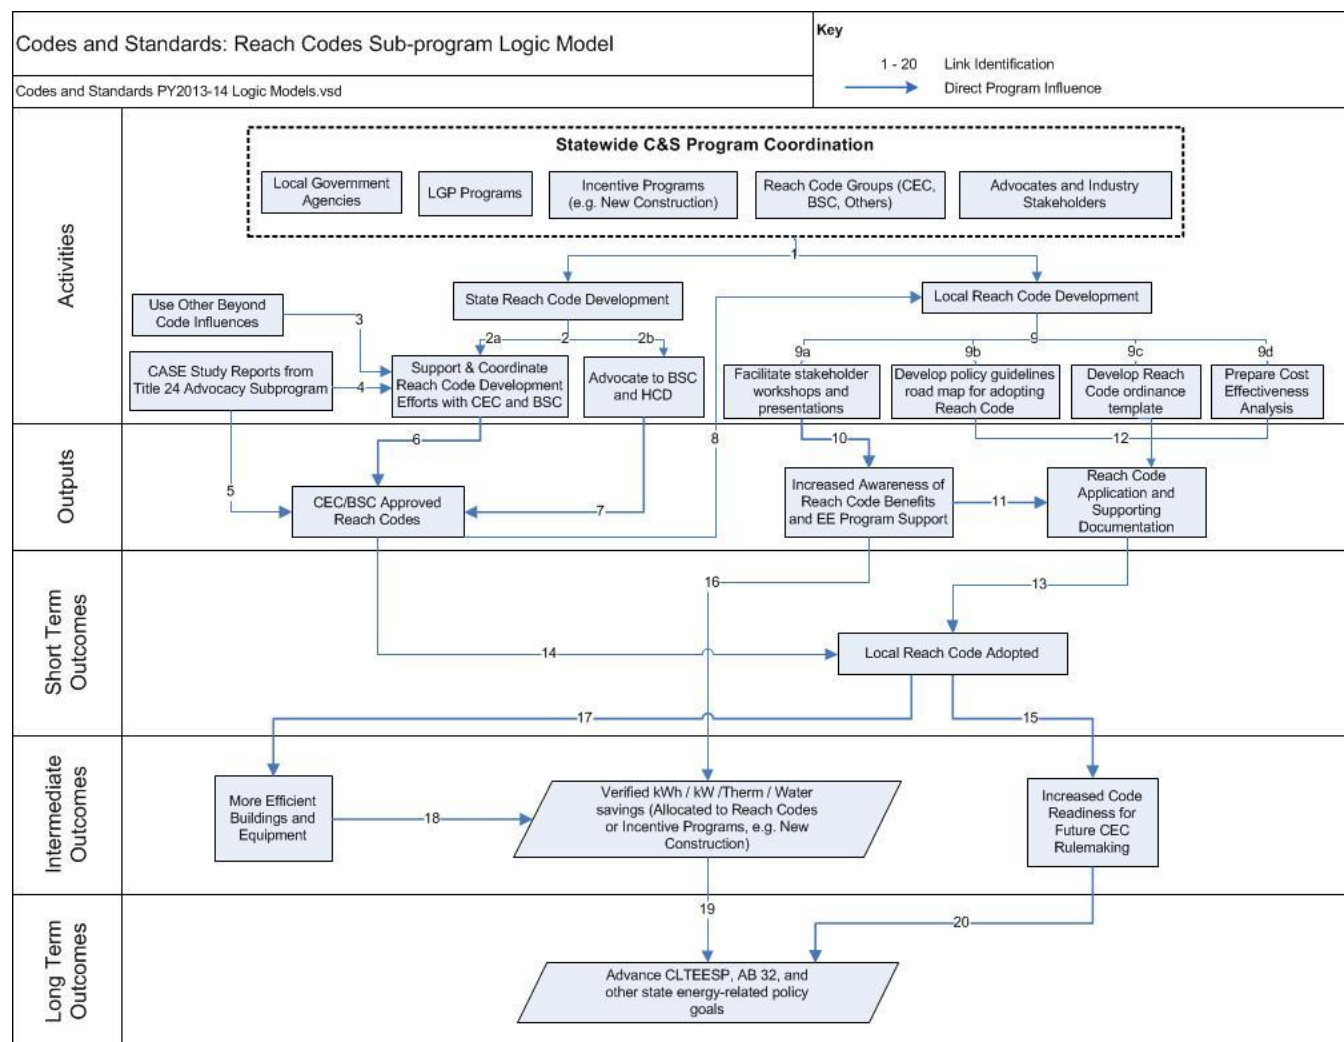 Codes and Standards: Reach Codes Sub-program Logic Model
Codes and Standards PY2013-14 Logic Models.vsd
Key
1 - 20 Link Identification
Direct Program Influence
Activities
Statewide C&S Program Coordination
Local Government
Agencies
LGP Programs
Incentive Programs
(e.g. New Construction)
Reach Code Groups (CEC,
BSC, Others)
Advocates and Industry
Stakeholders
1
State Reach Code Development
Local Reach Code Development
Use Other Beyond
Code Influences
3
2a
2
2b
9
9a
9b
9c
9d
CASE Study Reports from
Title 24 Advocacy Subprogram
4
Support & Coordinate
Reach Code Development
Efforts with CEC and BSC
Advocate to BSC
and HCD
Facilitate stakeholder
workshops and
presentations
Develop policy guidelines
road map for adopting
Reach Code
Develop Reach
Code ordinance
template
Prepare Cost
Effectiveness
Analysis
Outputs
6
8
10
12
5
CEC/BSC Approved
Reach Codes
7
Increased Awareness of
Reach Code Benefits
and EE Program Support
11
Reach Code
Application and
Supporting
Documentation
Short Term
Outcomes
16
13
14
Local Reach Code Adopted
17
15
Intermediate
Outcomes
More Efficient
Buildings and
Equipment
18
Verified kWh / kW /Therm / Water
savings (Allocated to Reach Codes
or Incentive Programs, e.g. New
Construction)
Increased Code
Readiness for
Future CEC
Rulemaking
Long Term
Outcomes
19
20
Advance CLTEESP, AB 32, and
other state energy-related policy
goals